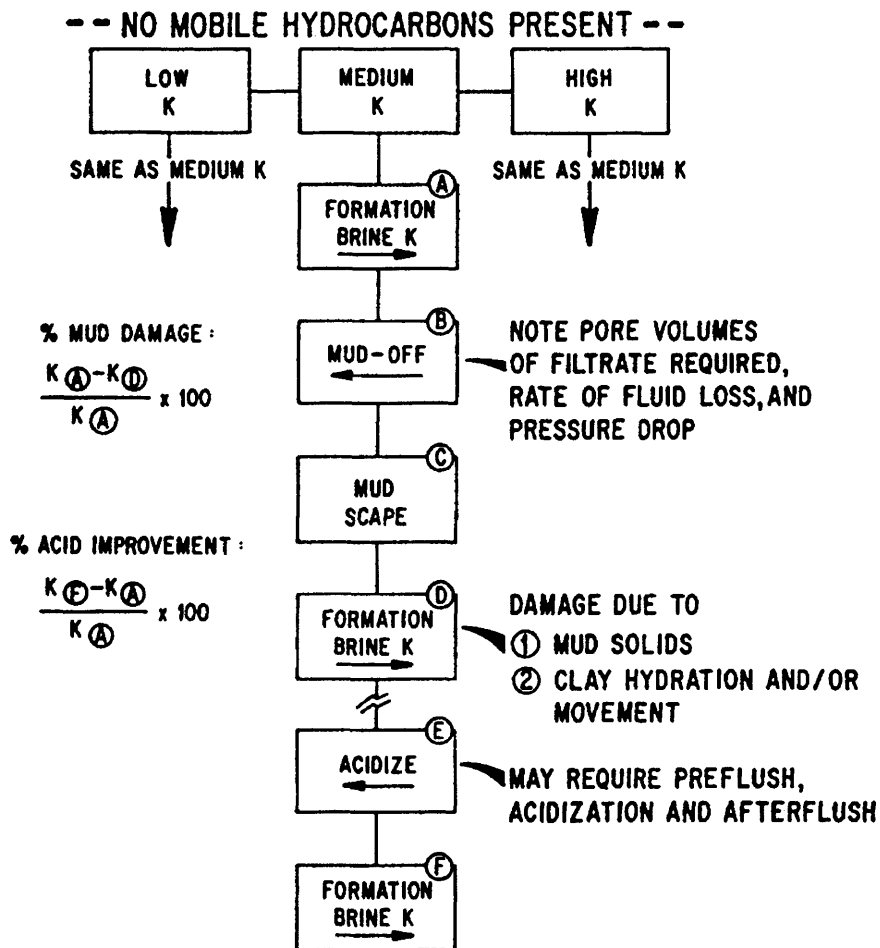 -- NO MOBILE HYDROCARBONS PRESENT --
LOW
K
MEDIUM
K
HIGH
K
SAME AS MEDIUM K
SAME AS MEDIUM K
A
FORMATION
BRINE K
% MUD DAMAGE:
K(A)-K(D)
K(A)
x 100
B
MUD-OFF
NOTE PORE VOLUMES
OF FILTRATE REQUIRED,
RATE OF FLUID LOSS, AND
PRESSURE DROP
C
MUD
SCAPE
% ACID IMPROVEMENT:
K(F)-K(A)
K(A)
x 100
D
FORMATION
BRINE K
DAMAGE DUE TO
1 MUD SOLIDS
2 CLAY HYDRATION AND/OR
MOVEMENT
E
ACIDIZE
MAY REQUIRE PREFLUSH,
ACIDIZATION AND AFTERFLUSH
F
FORMATION
BRINE K